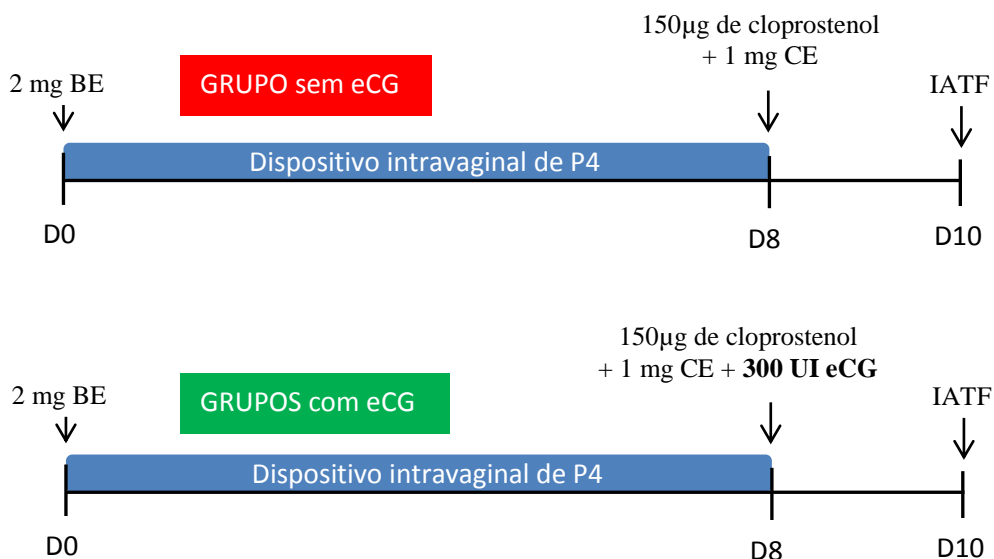 150µg de cloprostenol
+ 1 mg CE
2 mg BE
GRUPO sem eCG
IATF
Dispositivo intravaginal de P4
D0
D8
D10
150µg de cloprostenol
+ 1 mg CE + 300 UI eCG
2 mg BE
GRUPOS com eCG
IATF
Dispositivo intravaginal de P4
D0
D8
D10